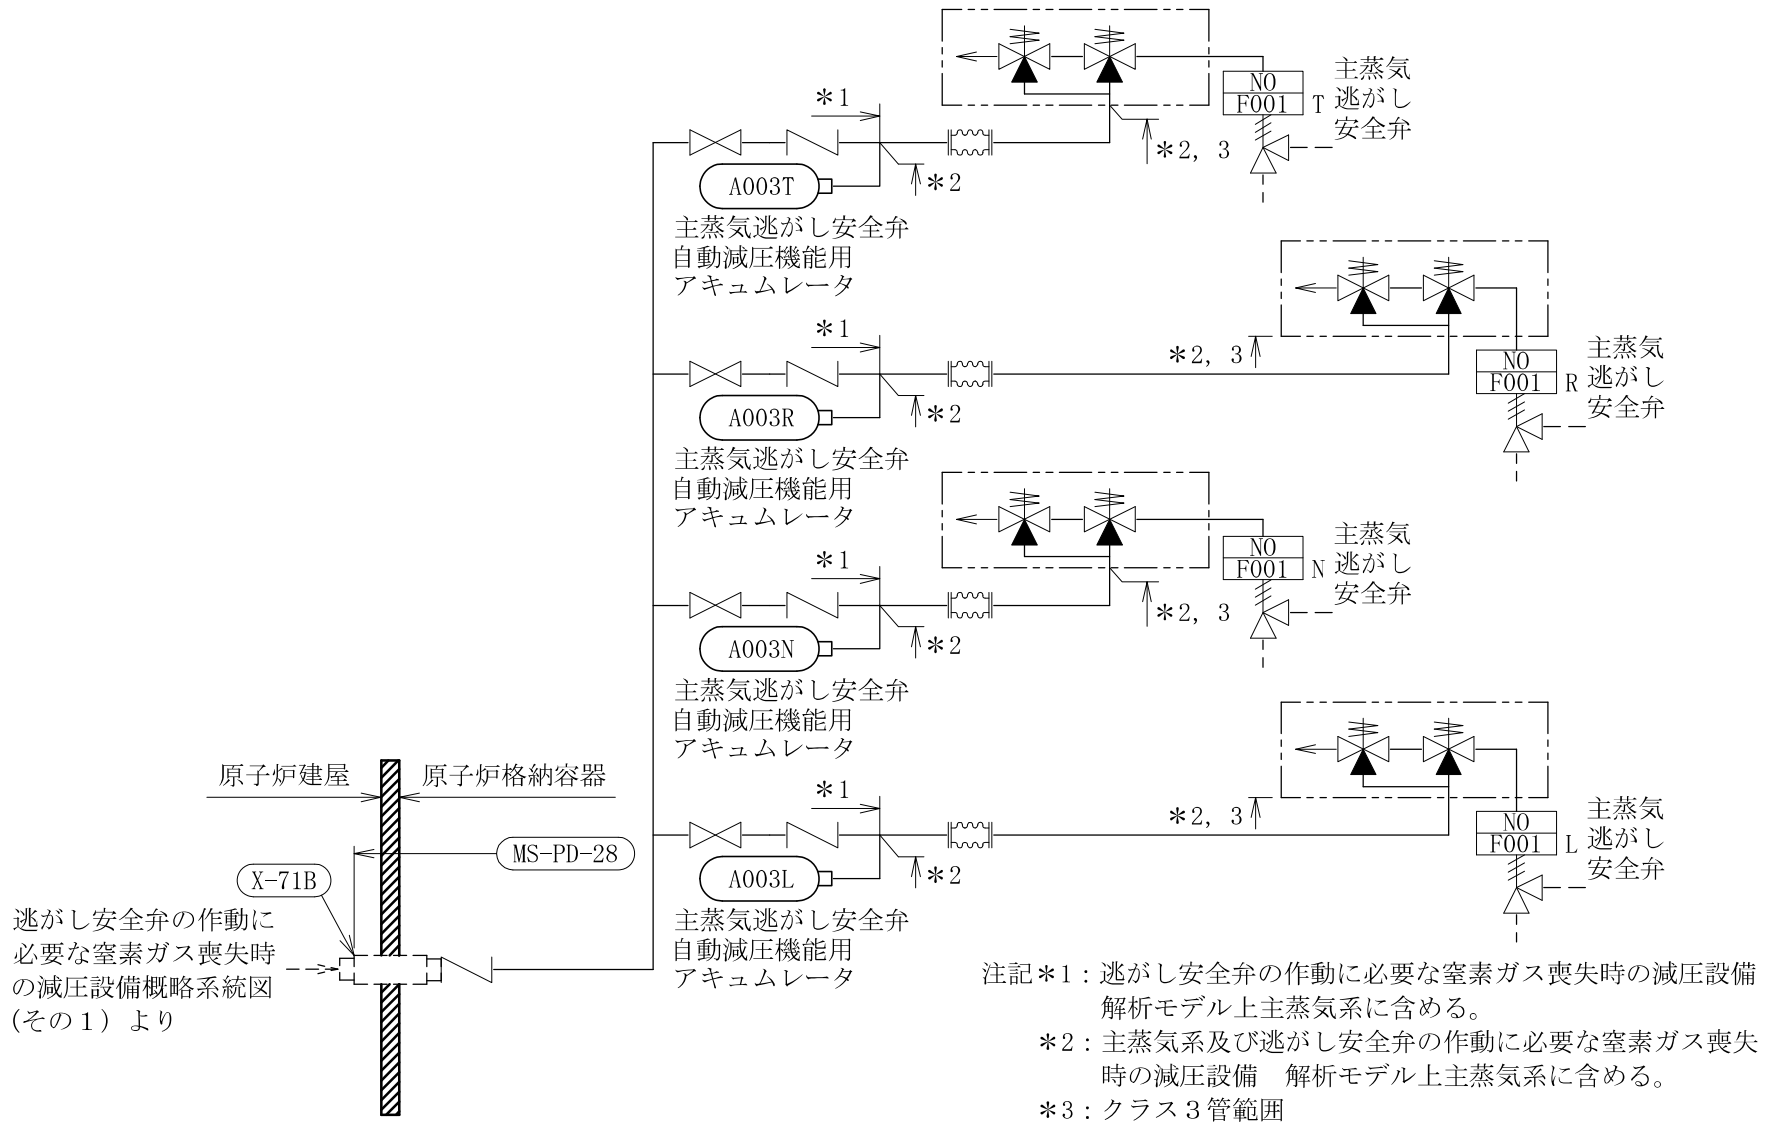 *1
NO
F001
T
主蒸気
逃がし
安全弁
*2, 3
*2
A003T
主蒸気逃がし安全弁
自動減圧機能用
アキュムレータ
*1
*2, 3
NO
F001
R
主蒸気
逃がし
安全弁
*2
A003R
主蒸気逃がし安全弁
自動減圧機能用
アキュムレータ
*1
NO
F001
N
主蒸気
逃がし
安全弁
*2, 3
*2
A003N
主蒸気逃がし安全弁
自動減圧機能用
アキュムレータ
*1
*2, 3
NO
F001
L
主蒸気
逃がし
安全弁
*2
A003L
主蒸気逃がし安全弁
自動減圧機能用
アキュムレータ
原子炉建屋
原子炉格納容器
MS-PD-28
X-71B
逃がし安全弁の作動に
必要な窒素ガス喪失時
の減圧設備概略系統図
(その１) より
注記*1：逃がし安全弁の作動に必要な窒素ガス喪失時の減圧設備
解析モデル上主蒸気系に含める。
*2：主蒸気系及び逃がし安全弁の作動に必要な窒素ガス喪失
時の減圧設備　解析モデル上主蒸気系に含める。
*3：クラス３管範囲